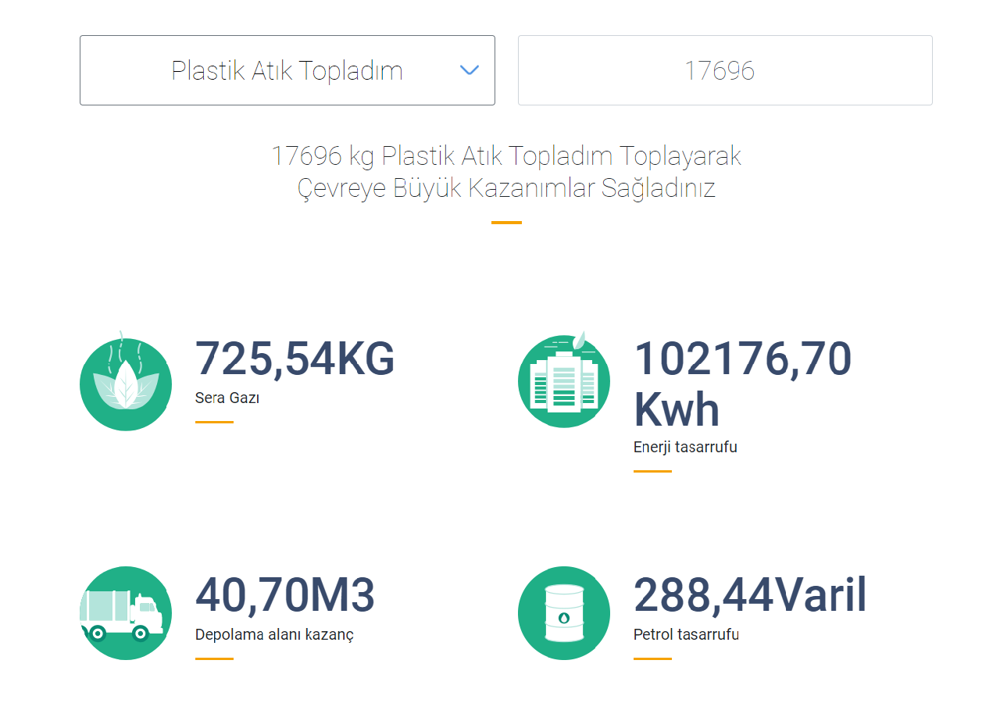 Plastik Atık Topladım
17696
17696 kg Plastik Atık Topladım Toplayarak
Çevreye Büyük Kazanımlar Sağladınız
725,54KG
Sera Gazı
102176,70
Kwh
Enerji tasarrufu
40,70M3
Depolama alanı kazanç
288,44Varil
Petrol tasarrufu